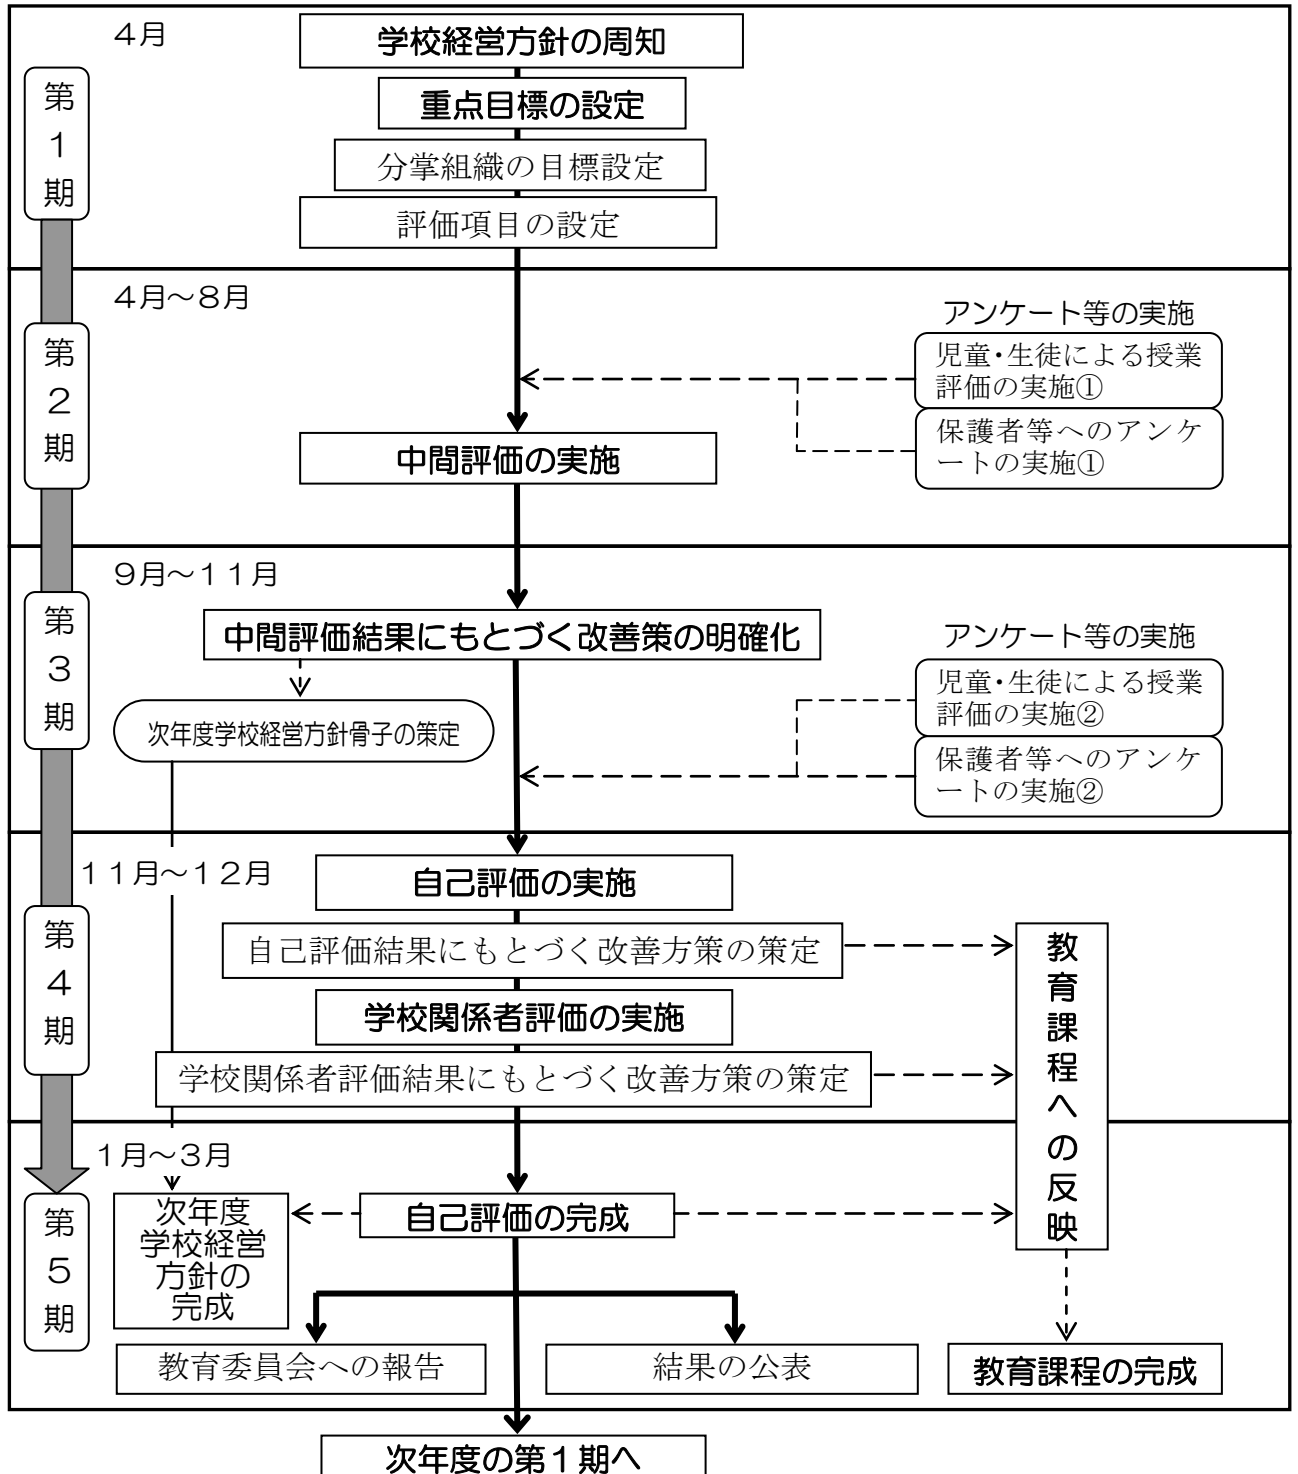 4月
学校経営方針の周知
重点目標の設定
分掌組織の目標設定
評価項目の設定
第1期
4月~8月
アンケート等の実施
児童・生徒による授業
評価の実施①
保護者等へのアンケ
ートの実施①
中間評価の実施
第2期
9月~11月
中間評価結果にもとづく改善策の明確化
アンケート等の実施
児童・生徒による授業
評価の実施②
保護者等へのアンケ
ートの実施②
次年度学校経営方針骨子の策定
第3期
11月~12月
自己評価の実施
自己評価結果にもとづく改善方策の策定
学校関係者評価の実施
学校関係者評価結果にもとづく改善方策の策定
教育課程への反映
第4期
1月~3月
次年度
学校経営
方針の
完成
自己評価の完成
第5期
教育委員会への報告
結果の公表
教育課程の完成
次年度の第1期へ